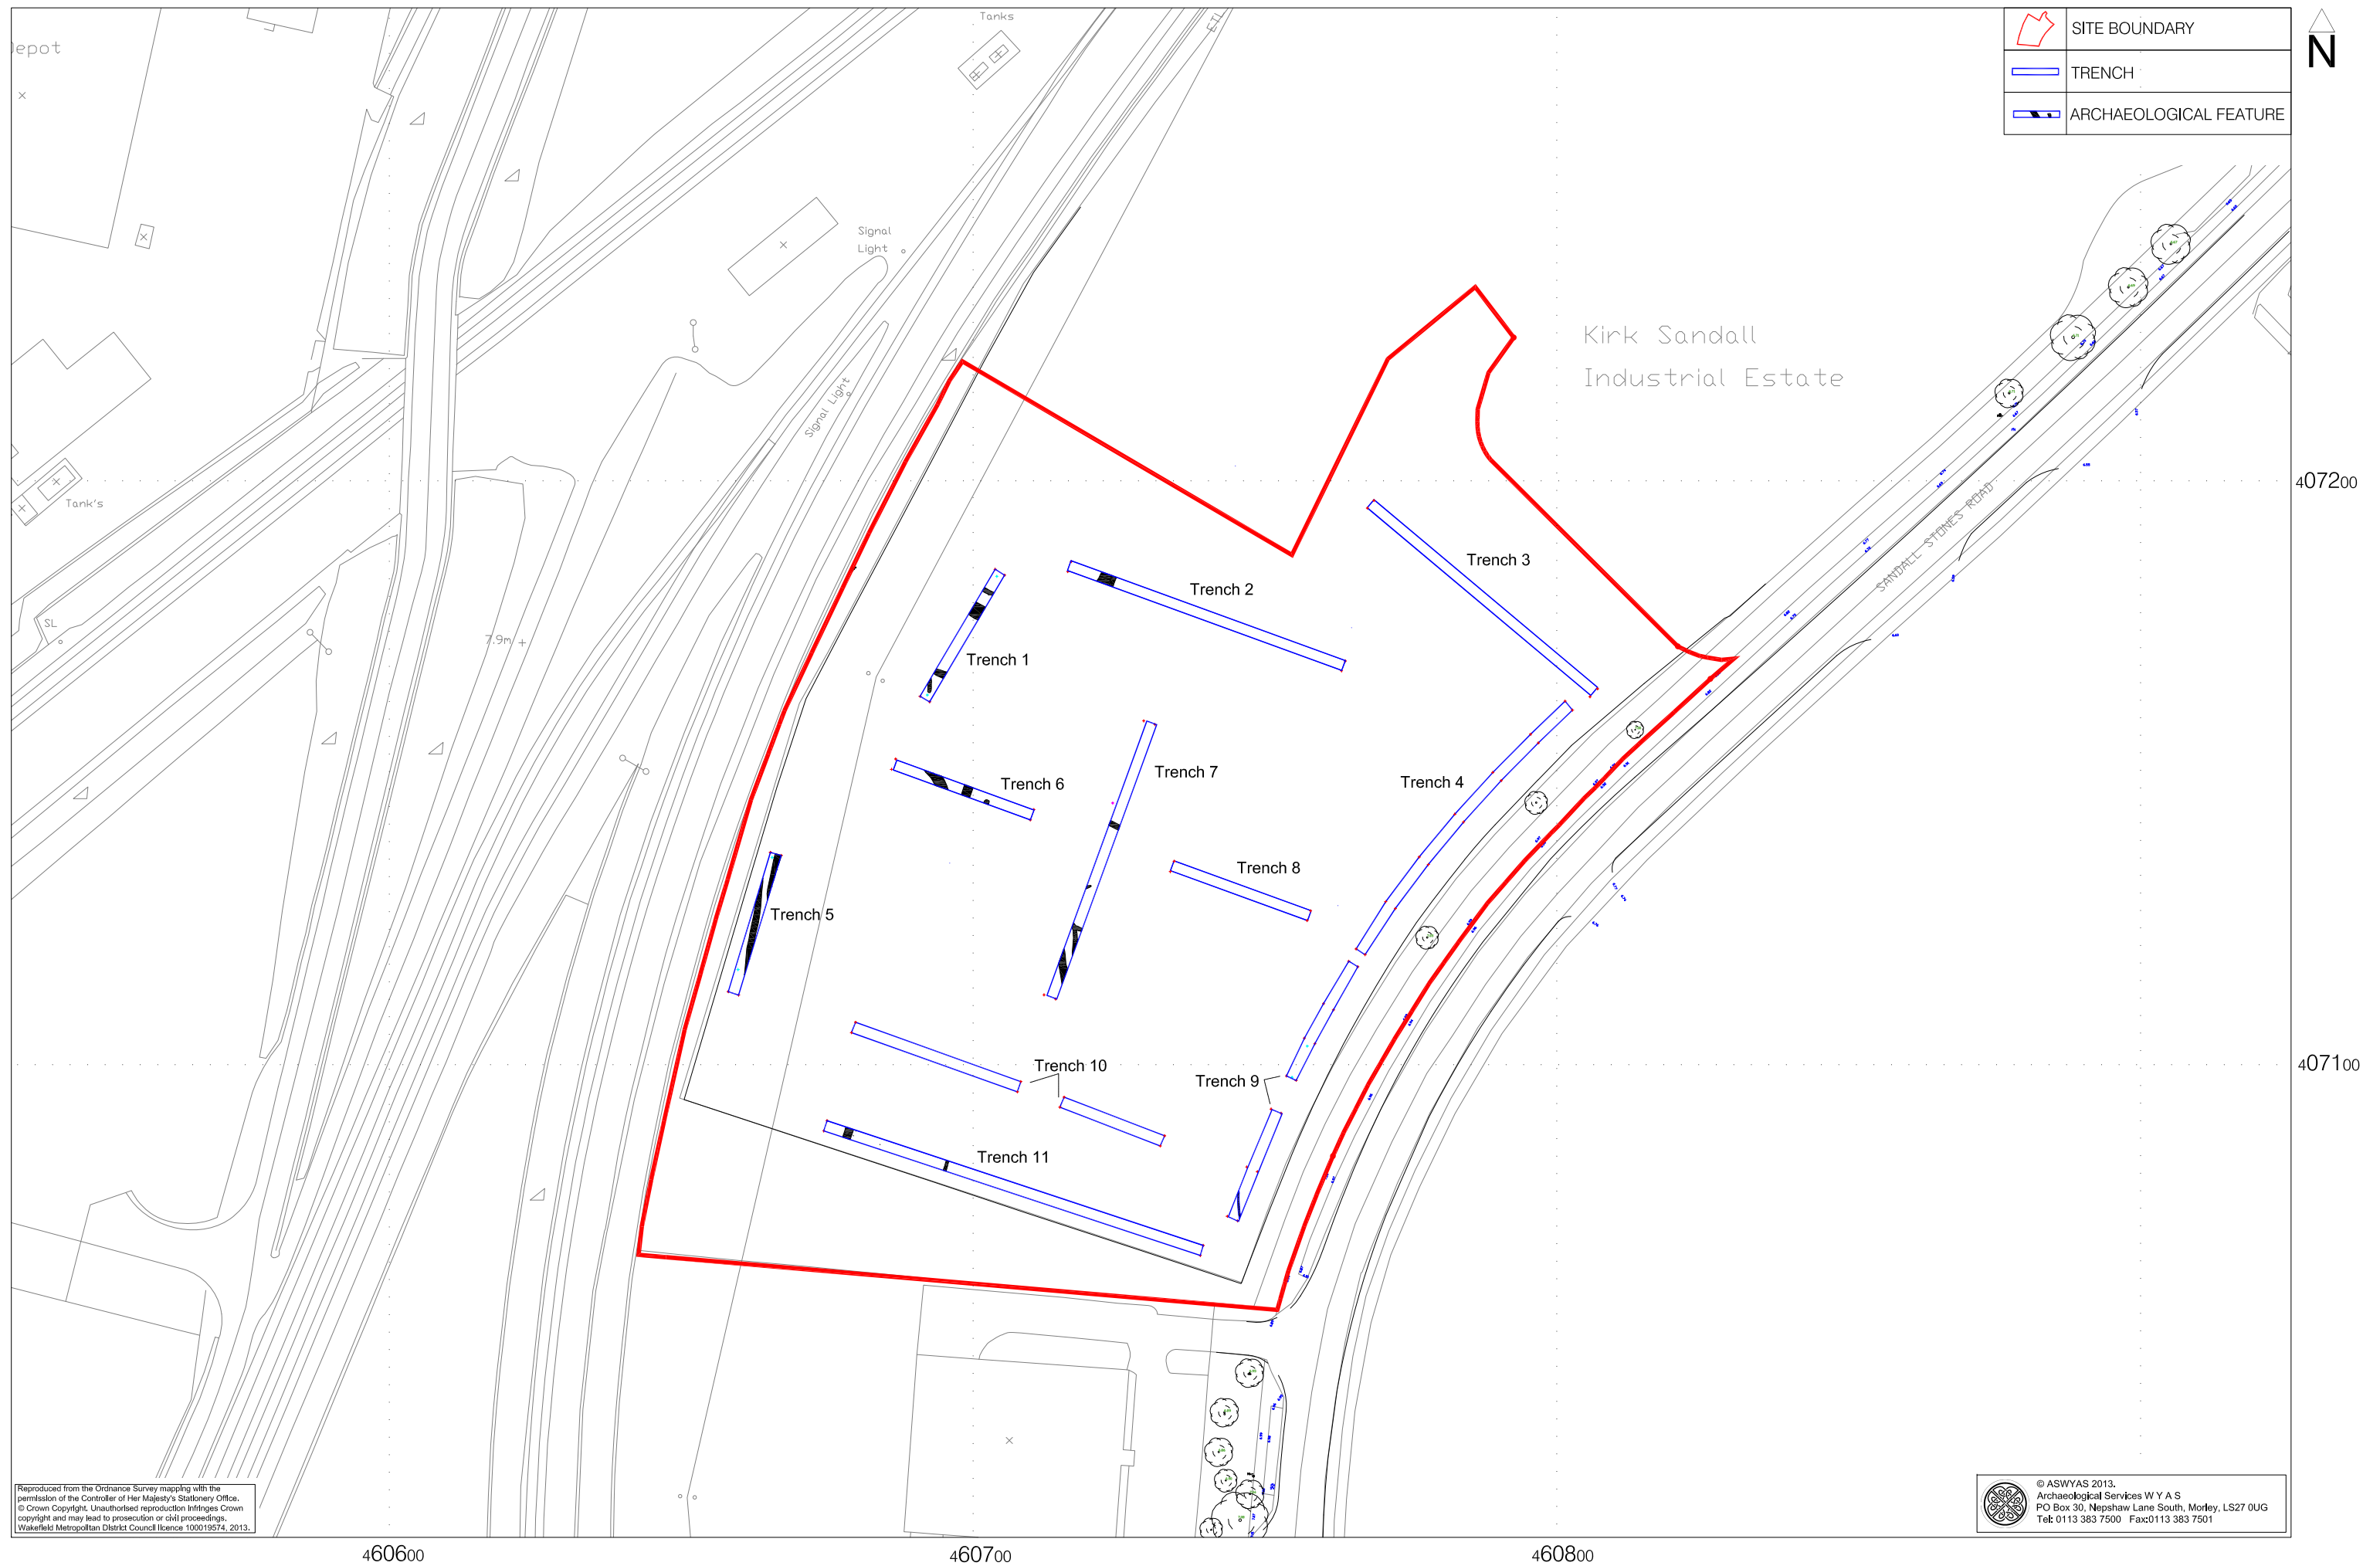 Tanks
ETL
SITE BOUNDARY
N
TRENCH
ARCHAEOLOGICAL FEATURE
epot
Signal
Light
Kirk Sandall
Industrial Estate
Signal Light
407200
Tank's
SANDALL STONES ROAD
Trench 3
Trench 2
SL
7.9m +
Trench 1
Trench 7
Trench 6
Trench 4
Trench 8
Trench 5
Trench 10
407100
Trench 9
Trench 11
Reproduced from the Ordnance Survey mapping with the
permission of the Controller of Her Majesty's Stationery Office.
© Crown Copyright. Unauthorised reproduction infringes Crown
copyright and may lead to prosecution or civil proceedings.
Wakefield Metropolitan District Council licence 100019574, 2013.
© ASWYAS 2013.
Archaeological Services W Y A S
PO Box 30, Nepshaw Lane South, Morley, LS27 0UG
Tel: 0113 383 7500 Fax:0113 383 7501
460600
460700
460800